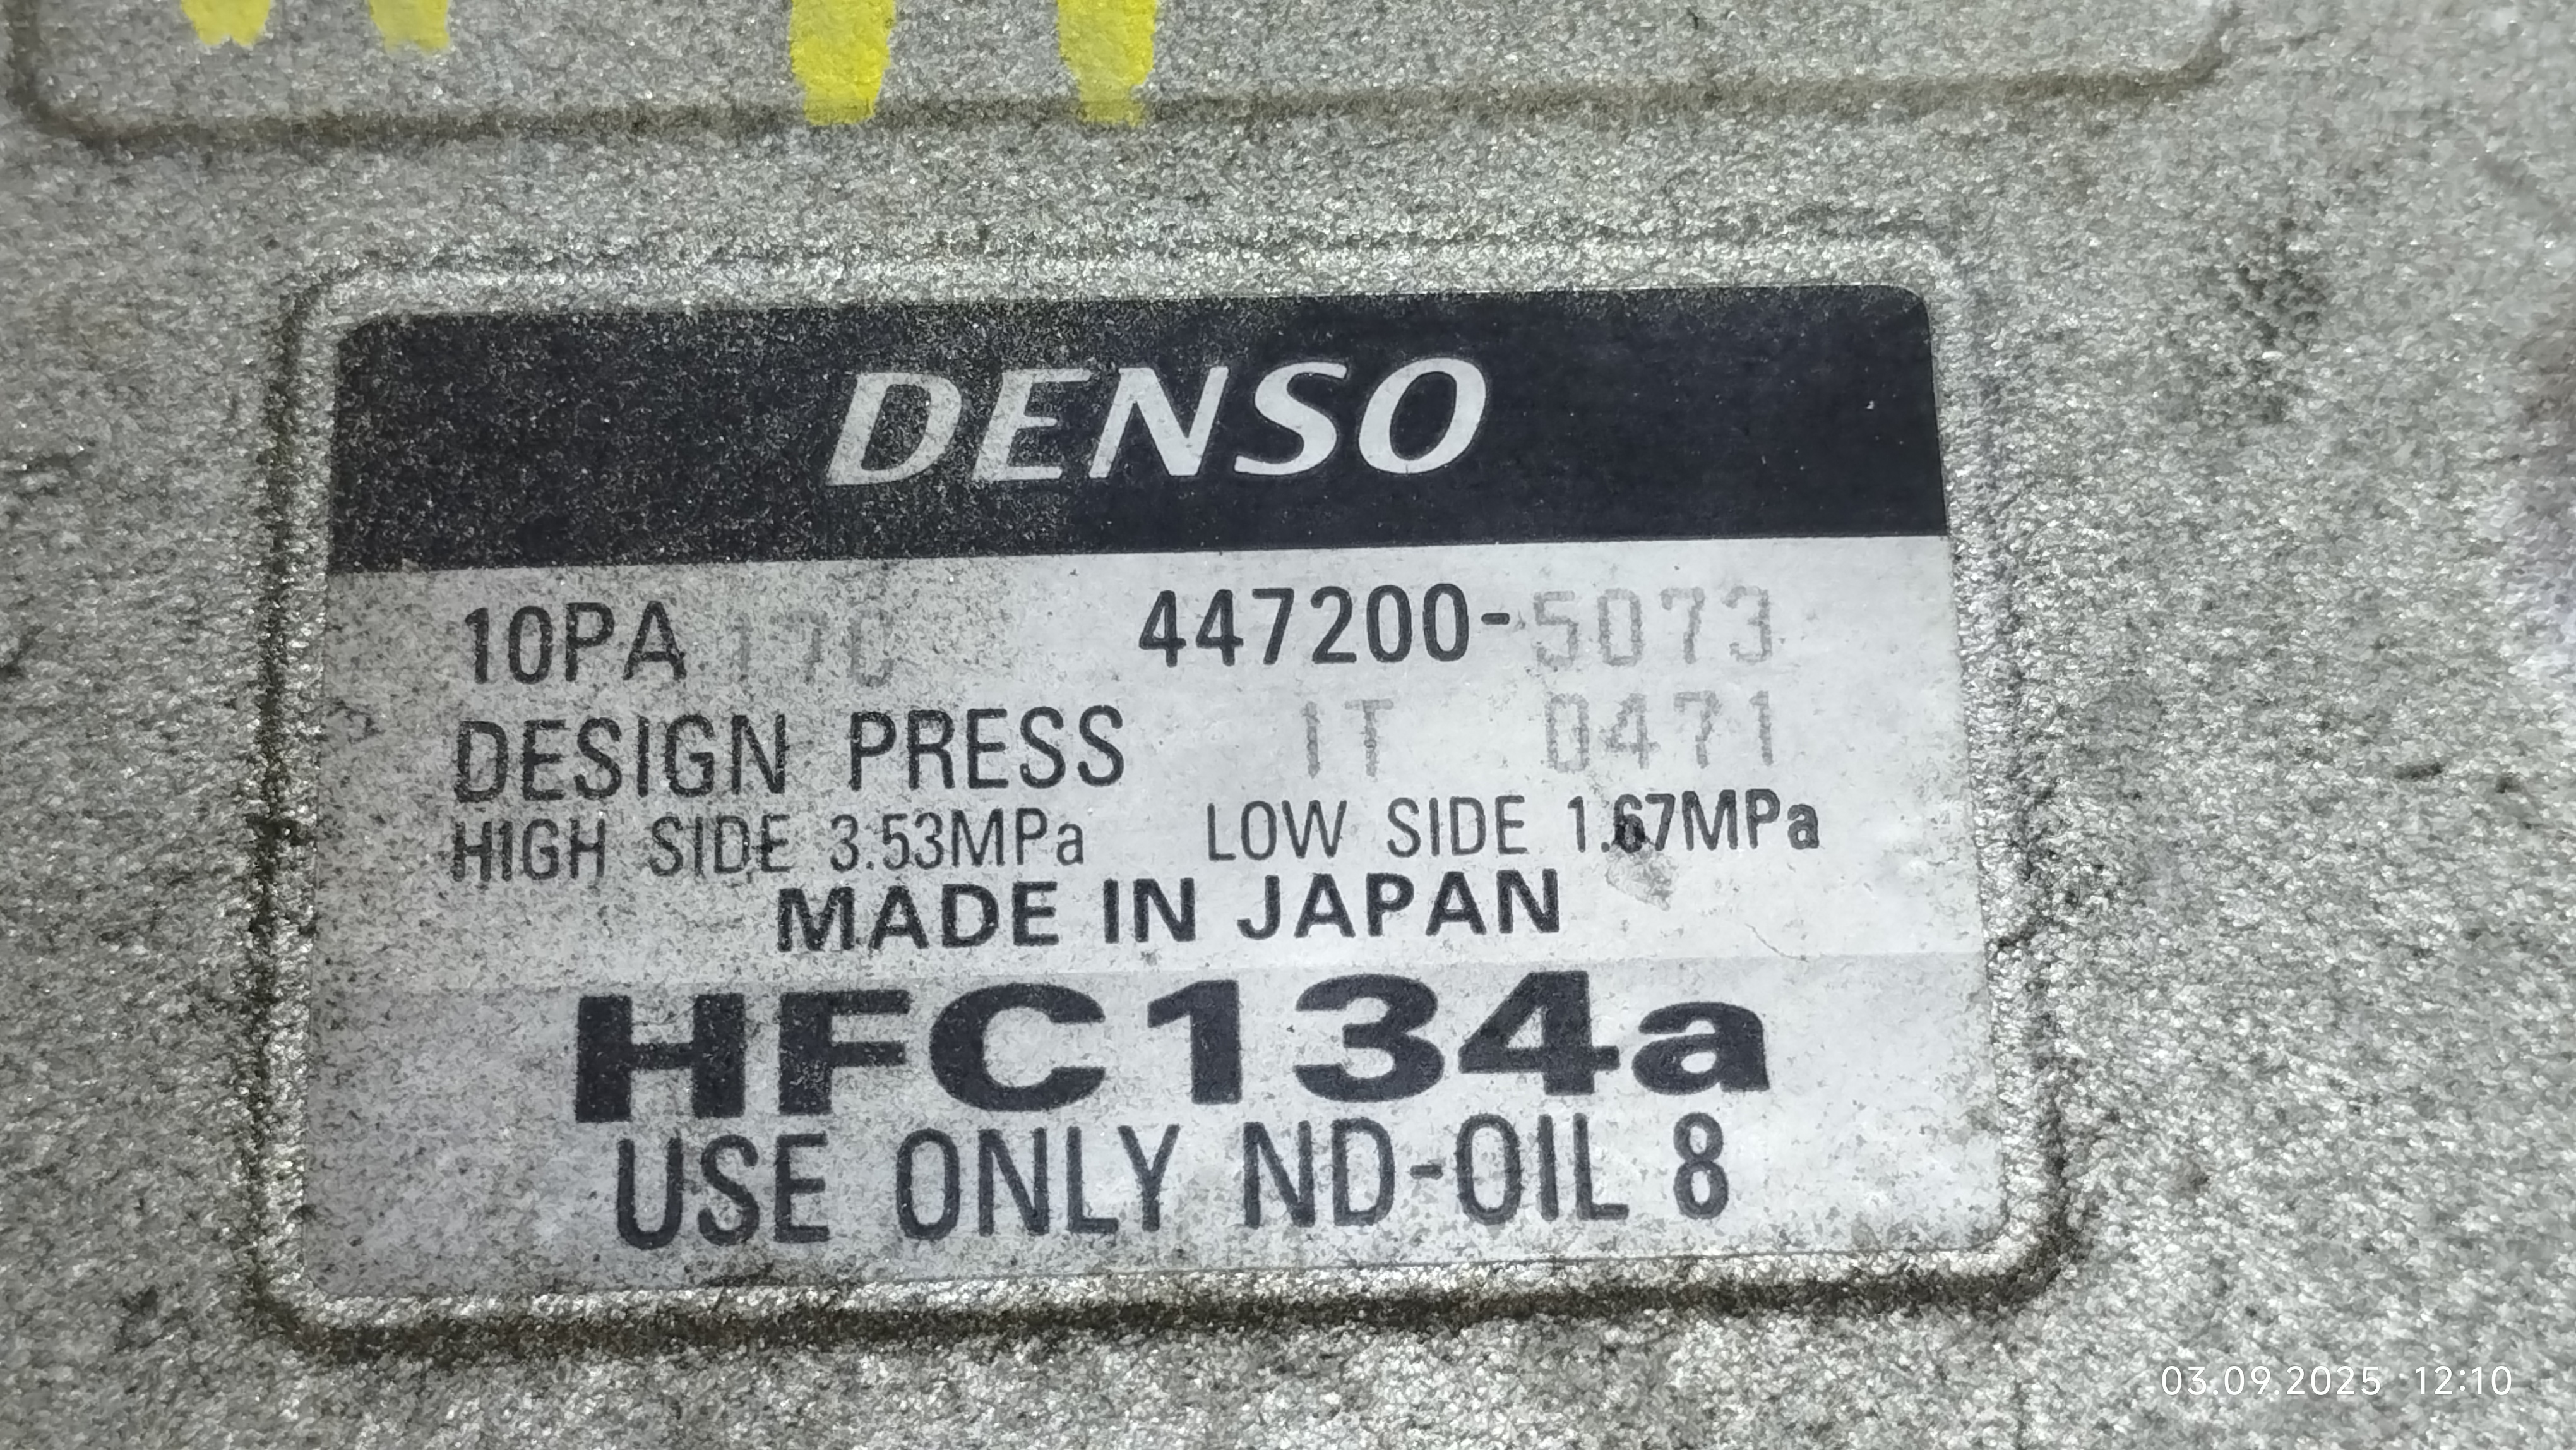 DENSO
10PA 17C 447200-5073
DESIGN PRESS 1T 0471
HIGH SIDE 3.53MPa LOW SIDE 1.67MPa
MADE IN JAPAN
HFC134a
USE ONLY ND-OIL 8
03.09.2025 12:10